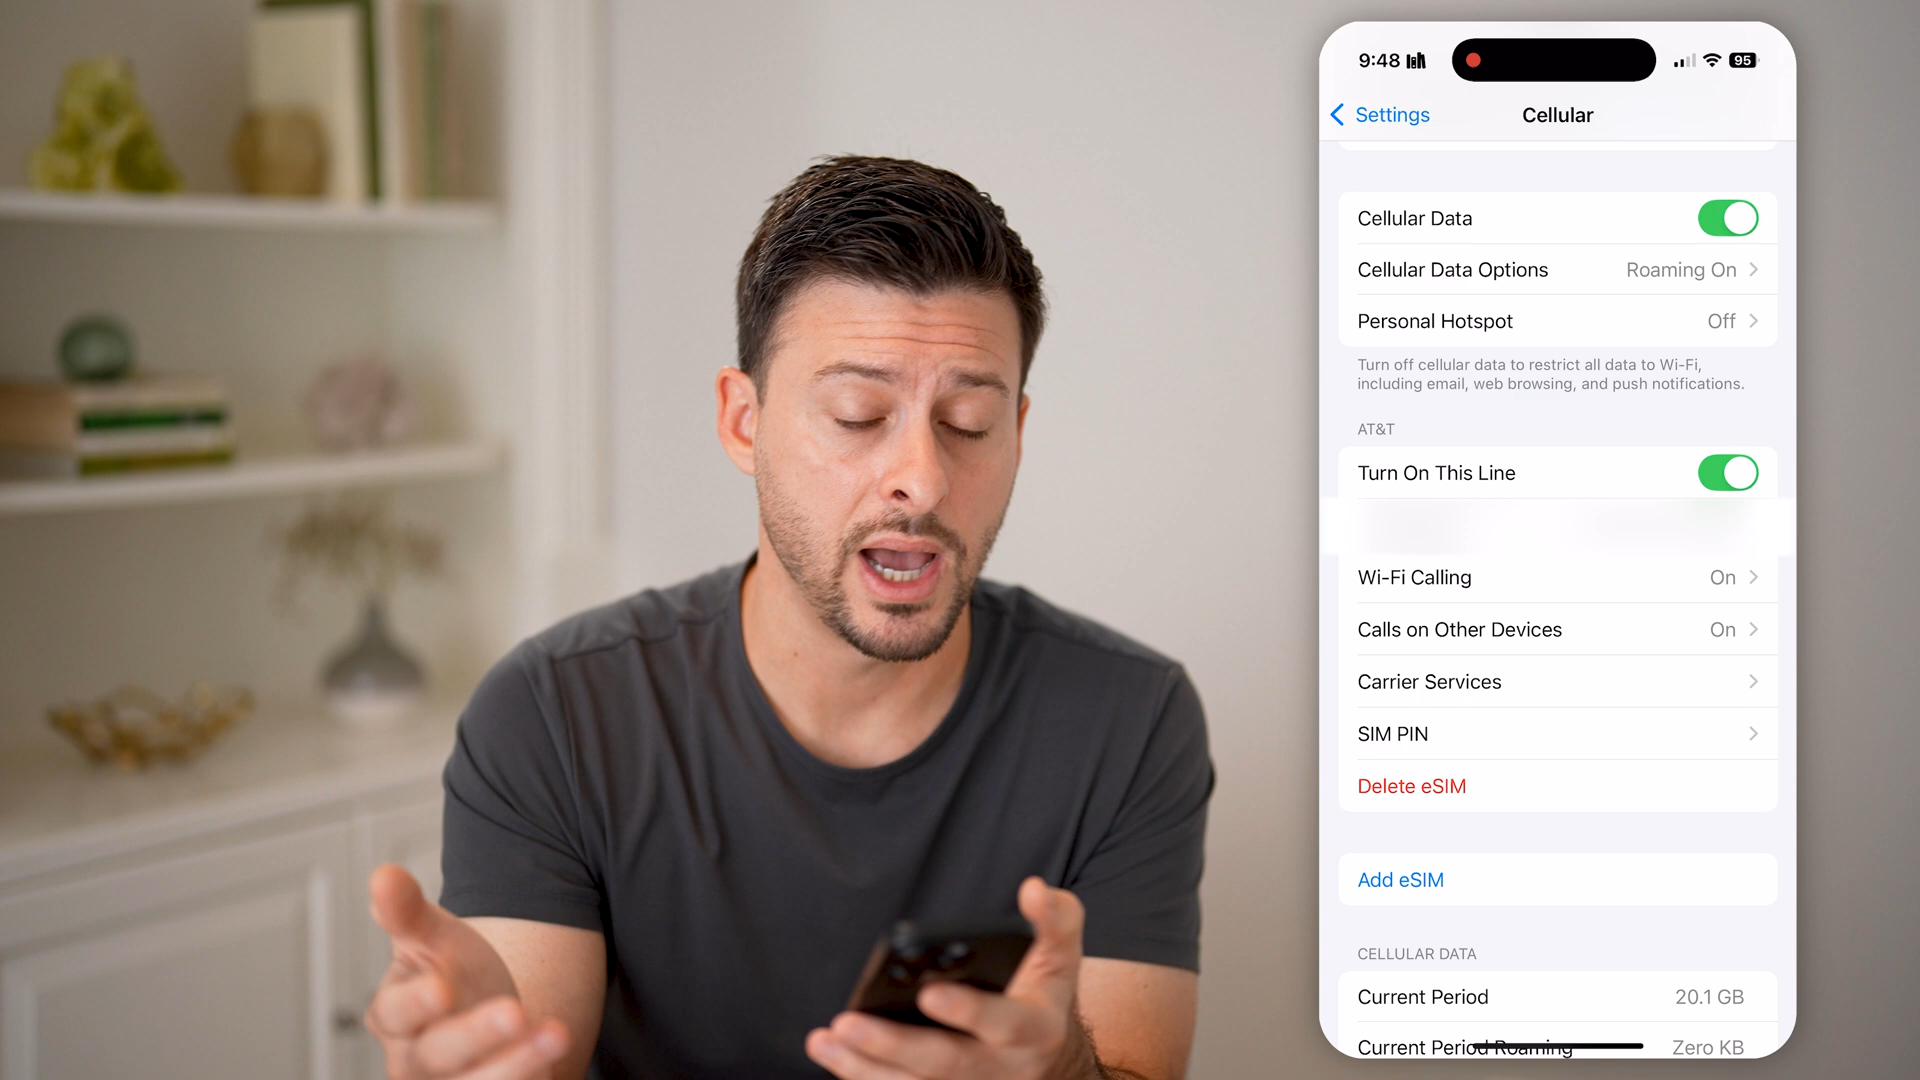 9:48
95
Settings
Cellular
Cellular Data
Cellular Data Options Roaming On
Personal Hotspot Off
Turn off cellular data to restrict all data to Wi-Fi,
including email, web browsing, and push notifications.
AT&T
Turn On This Line
Wi-Fi Calling On
Calls on Other Devices On
Carrier Services
SIM PIN
Delete eSIM
Add eSIM
CELLULAR DATA
Current Period 20.1 GB
Current Period Roaming Zero KB